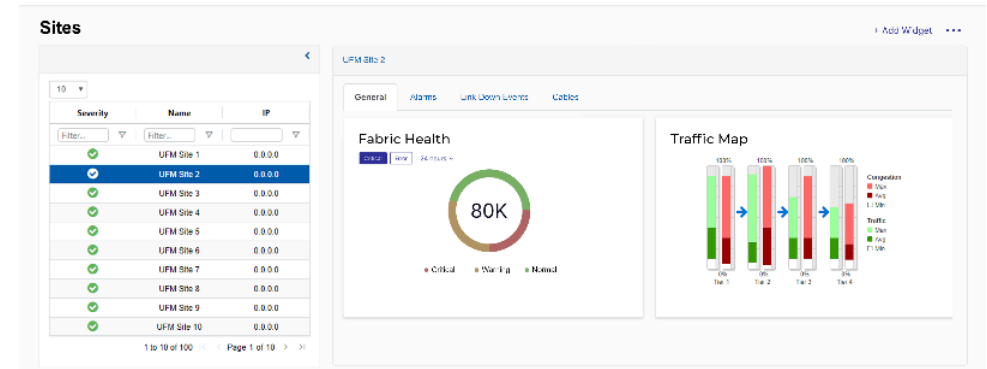 Sites
+ Add Widget
UFM Site 2
10
General Alarms Link Down Events Cables
Severity Name IP
Filter... Filter...
UFM Site 1 0.0.0.0
UFM Site 2 0.0.0.0
UFM Site 3 0.0.0.0
UFM Site 4 0.0.0.0
UFM Site 5 0.0.0.0
UFM Site 6 0.0.0.0
UFM Site 7 0.0.0.0
UFM Site 8 0.0.0.0
UFM Site 9 0.0.0.0
UFM Site 10 0.0.0.0
1 to 10 of 100 Page 1 of 10
Fabric Health
Critical Error 24 hours
80K
Critical Warning Normal
Traffic Map
100% 100% 100% 100%
0% 0% 0% 0%
Tier 1 Tier 2 Tier 3 Tier 4
Congestion
Max
Avg
Min
Traffic
Max
Avg
Min